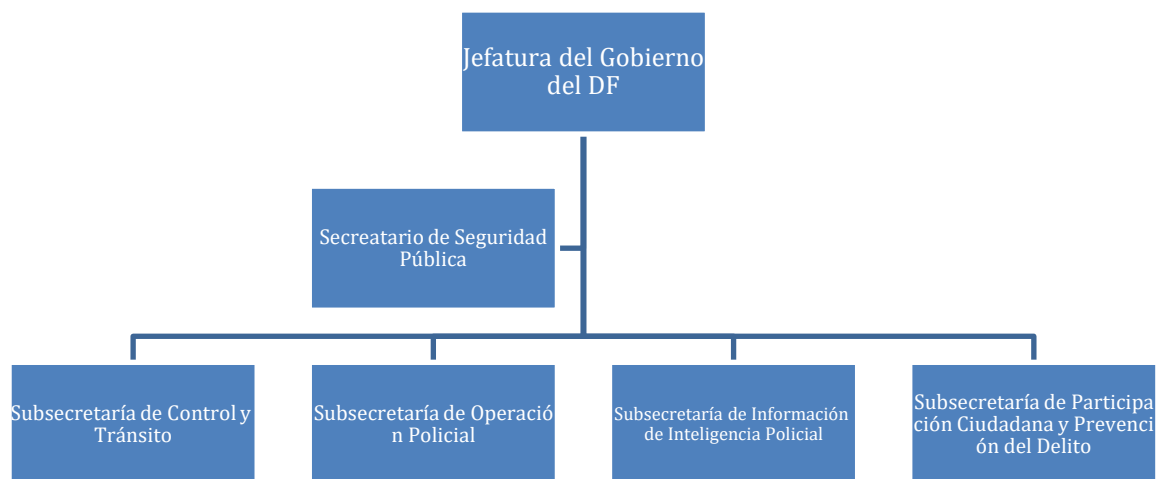 Jefatura del Gobierno
del DF
Secreatario de Seguridad
Pública
Subsecretaría de Control y
Tránsito
Subsecretaría de Operació
n Policial
Subsecretaría de Información
de Inteligencia Policial
Subsecretaría de Participa
ción Ciudadana y Prevenci
ón del Delito